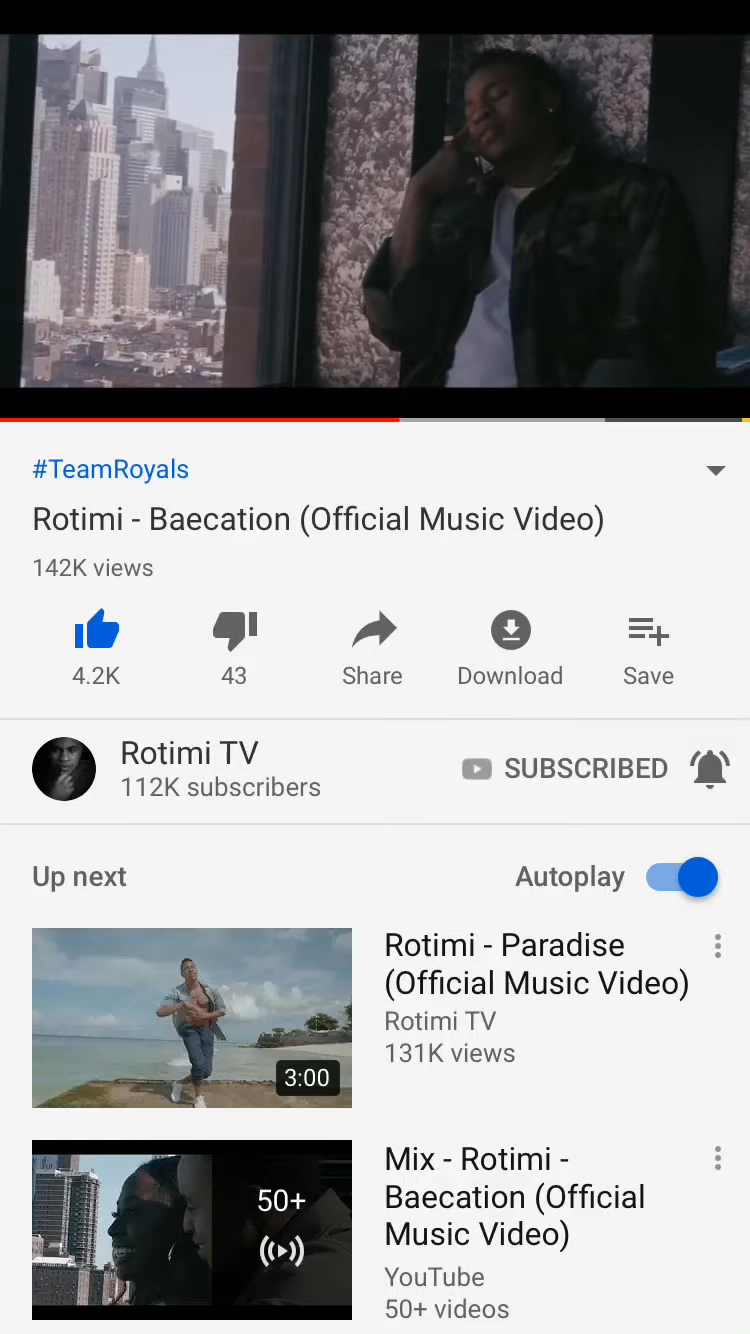 #TeamRoyals
Rotimi - Baecation (Official Music Video)
142K views
4.2K
43
Share
Download
Save
Rotimi TV
112K subscribers
SUBSCRIBED
Up next
Autoplay
3:00
Rotimi - Paradise
(Official Music Video)
Rotimi TV
131K views
50+
Mix - Rotimi -
Baecation (Official
Music Video)
YouTube
50+ videos